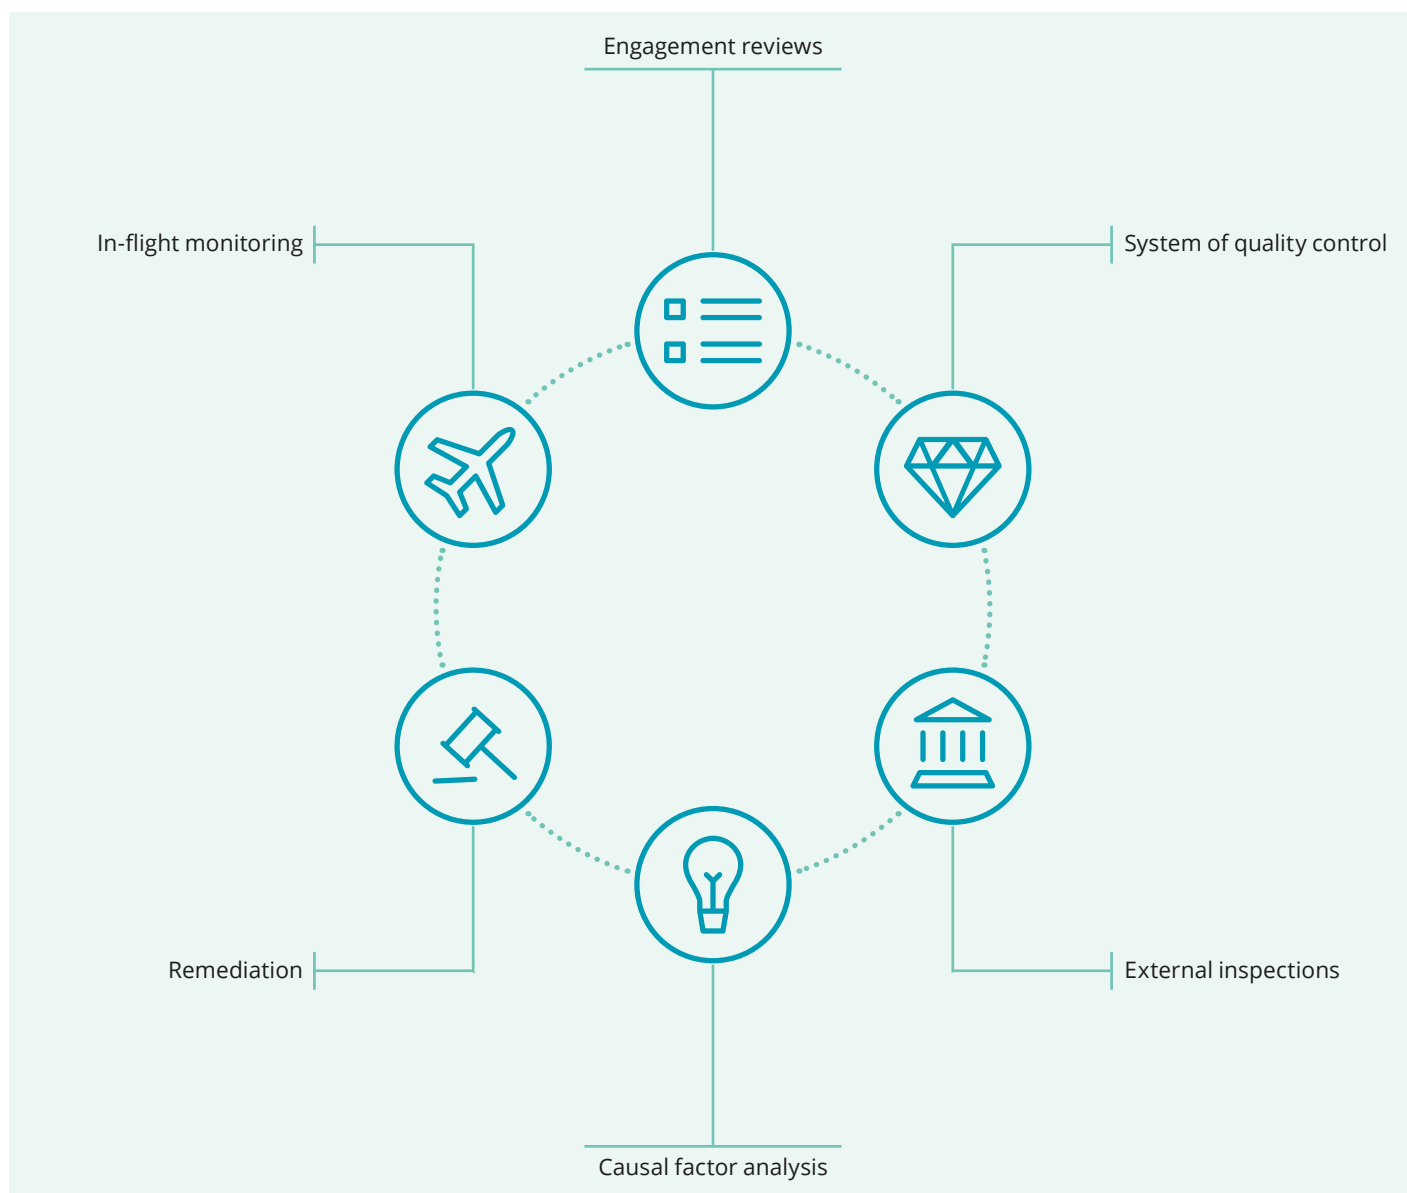 Engagement reviews
In-flight monitoring
System of quality control
Remediation
External inspections
Causal factor analysis